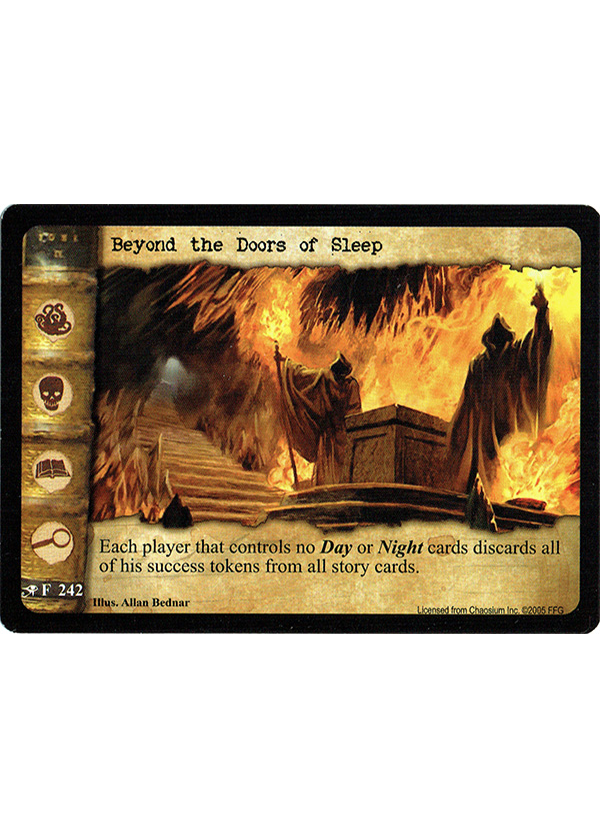 Beyond the Doors of Sleep
Each player that controls no Day or Night cards discards all
of his success tokens from all story cards.
F 242
Illus. Allan Bednar
Licensed from Chaosium Inc. ©2005 FFG